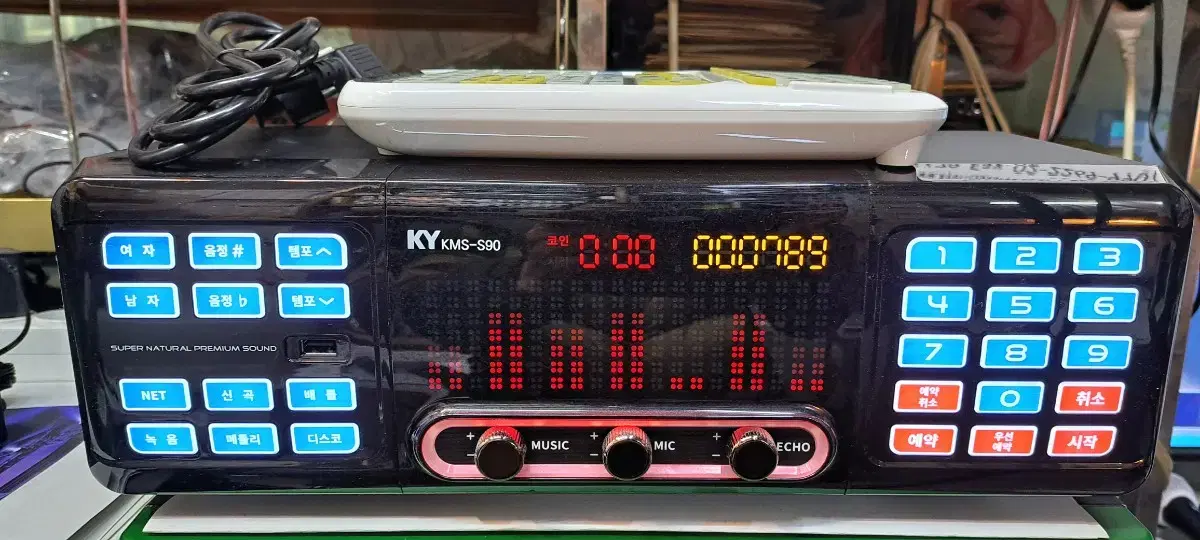 KY KMS-S90
코인 0:00 000789
여 자 음정# 템포
남 자 음정♭ 템포
SUPER NATURAL PREMIUM SOUND
NET 신 곡 배 틀
녹 음 메들리 디스코
+ - MUSIC + - MIC + - ECHO
1 2 3
4 5 6
7 8 9
예약
취소
0
취소
예약
우선
예약
시작